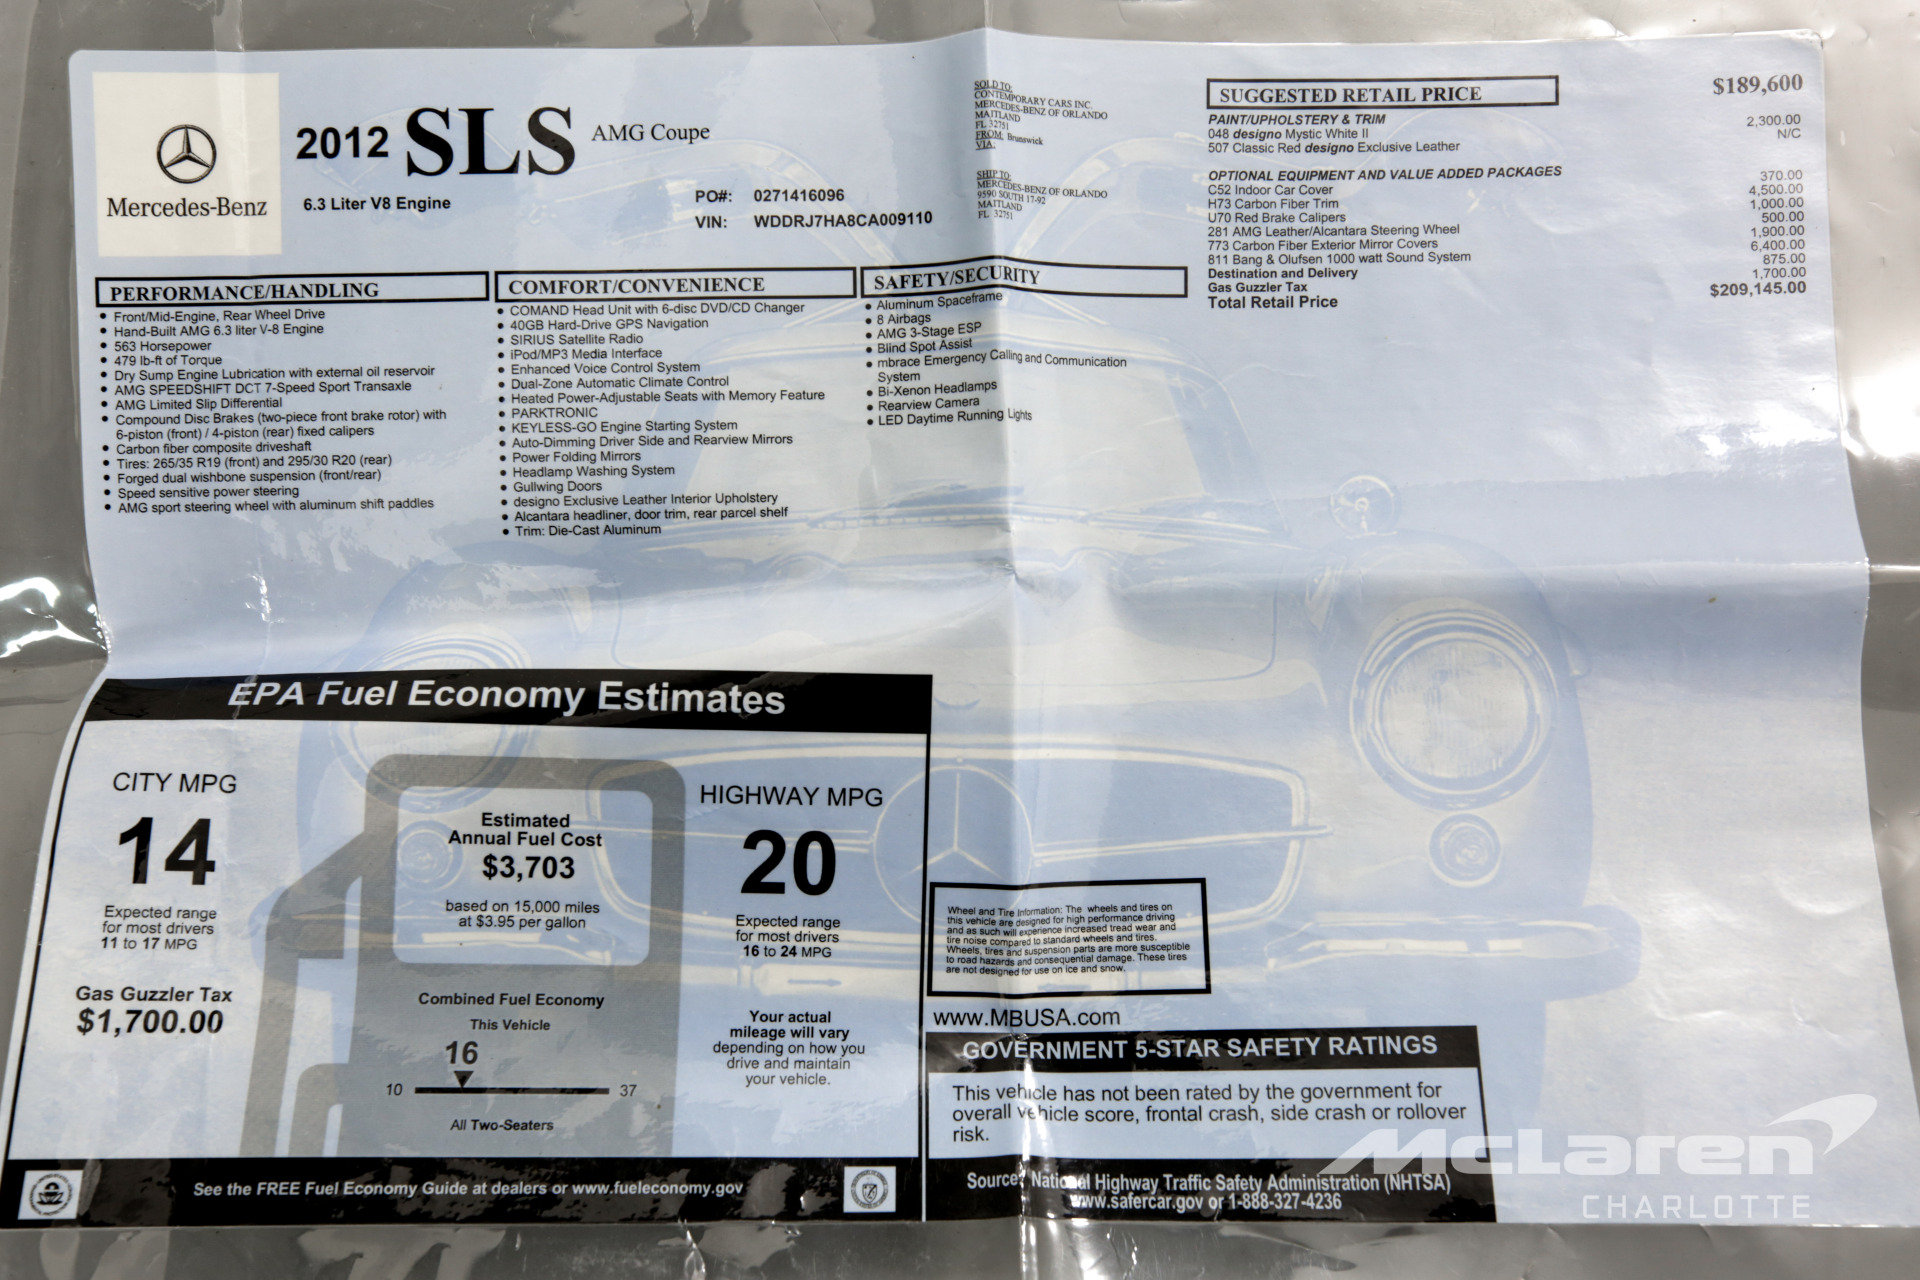 Mercedes-Benz
2012 SLS AMG Coupe
6.3 Liter V8 Engine
PO#: 0271416096
VIN: WDDRJ7HA8CA009110
SOLD TO:
CONTEMPORARY CARS INC.
MERCEDES-BENZ OF ORLANDO
MAITLAND
FL 32751
FROM: Brunswick
VIA:
SHIP TO:
MERCEDES-BENZ OF ORLANDO
9590 SOUTH 17-92
MAITLAND
FL 32751
SUGGESTED RETAIL PRICE $189,600
PAINT/UPHOLSTERY & TRIM
048 designo Mystic White II 2,300.00
507 Classic Red designo Exclusive Leather N/C
OPTIONAL EQUIPMENT AND VALUE ADDED PACKAGES
C52 Indoor Car Cover 370.00
H73 Carbon Fiber Trim 4,500.00
U70 Red Brake Calipers 1,000.00
281 AMG Leather/Alcantara Steering Wheel 500.00
773 Carbon Fiber Exterior Mirror Covers 1,900.00
811 Bang & Olufsen 1000 watt Sound System 6,400.00
Destination and Delivery 875.00
Gas Guzzler Tax 1,700.00
Total Retail Price $209,145.00
PERFORMANCE/HANDLING
• Front/Mid-Engine, Rear Wheel Drive
• Hand-Built AMG 6.3 liter V-8 Engine
• 563 Horsepower
• 479 lb-ft of Torque
• Dry Sump Engine Lubrication with external oil reservoir
• AMG SPEEDSHIFT DCT 7-Speed Sport Transaxle
• AMG Limited Slip Differential
• Compound Disc Brakes (two-piece front brake rotor) with
6-piston (front) / 4-piston (rear) fixed calipers
• Carbon fiber composite driveshaft
• Tires: 265/35 R19 (front) and 295/30 R20 (rear)
• Forged dual wishbone suspension (front/rear)
• Speed sensitive power steering
• AMG sport steering wheel with aluminum shift paddles
COMFORT/CONVENIENCE
• COMAND Head Unit with 6-disc DVD/CD Changer
• 40GB Hard-Drive GPS Navigation
• SIRIUS Satellite Radio
• iPod/MP3 Media Interface
• Enhanced Voice Control System
• Dual-Zone Automatic Climate Control
• Heated Power-Adjustable Seats with Memory Feature
• PARKTRONIC
• KEYLESS-GO Engine Starting System
• Auto-Dimming Driver Side and Rearview Mirrors
• Power Folding Mirrors
• Headlamp Washing System
• Gullwing Doors
• designo Exclusive Leather Interior Upholstery
• Alcantara headliner, door trim, rear parcel shelf
• Trim: Die-Cast Aluminum
SAFETY/SECURITY
• Aluminum Spaceframe
• 8 Airbags
• AMG 3-Stage ESP
• Blind Spot Assist
• mbrace Emergency Calling and Communication
System
• Bi-Xenon Headlamps
• Rearview Camera
• LED Daytime Running Lights
EPA Fuel Economy Estimates
CITY MPG
14
Expected range
for most drivers
11 to 17 MPG
Gas Guzzler Tax
$1,700.00
Estimated
Annual Fuel Cost
$3,703
based on 15,000 miles
at $3.95 per gallon
Combined Fuel Economy
This Vehicle
16
10 37
All Two-Seaters
HIGHWAY MPG
20
Expected range
for most drivers
16 to 24 MPG
Your actual
mileage will vary
depending on how you
drive and maintain
your vehicle.
See the FREE Fuel Economy Guide at dealers or www.fueleconomy.gov
Wheel and Tire Information: The wheels and tires on
this vehicle are designed for high performance driving
and as such will experience increased tread wear and
tire noise compared to standard wheels and tires.
Wheels, tires and suspension parts are more susceptible
to road hazards and consequential damage. These tires
are not designed for use on ice and snow.
www.MBUSA.com
GOVERNMENT 5-STAR SAFETY RATINGS
This vehicle has not been rated by the government for
overall vehicle score, frontal crash, side crash or rollover
risk.
Source: National Highway Traffic Safety Administration (NHTSA)
www.safercar.gov or 1-888-327-4236
McLaren
CHARLOTTE